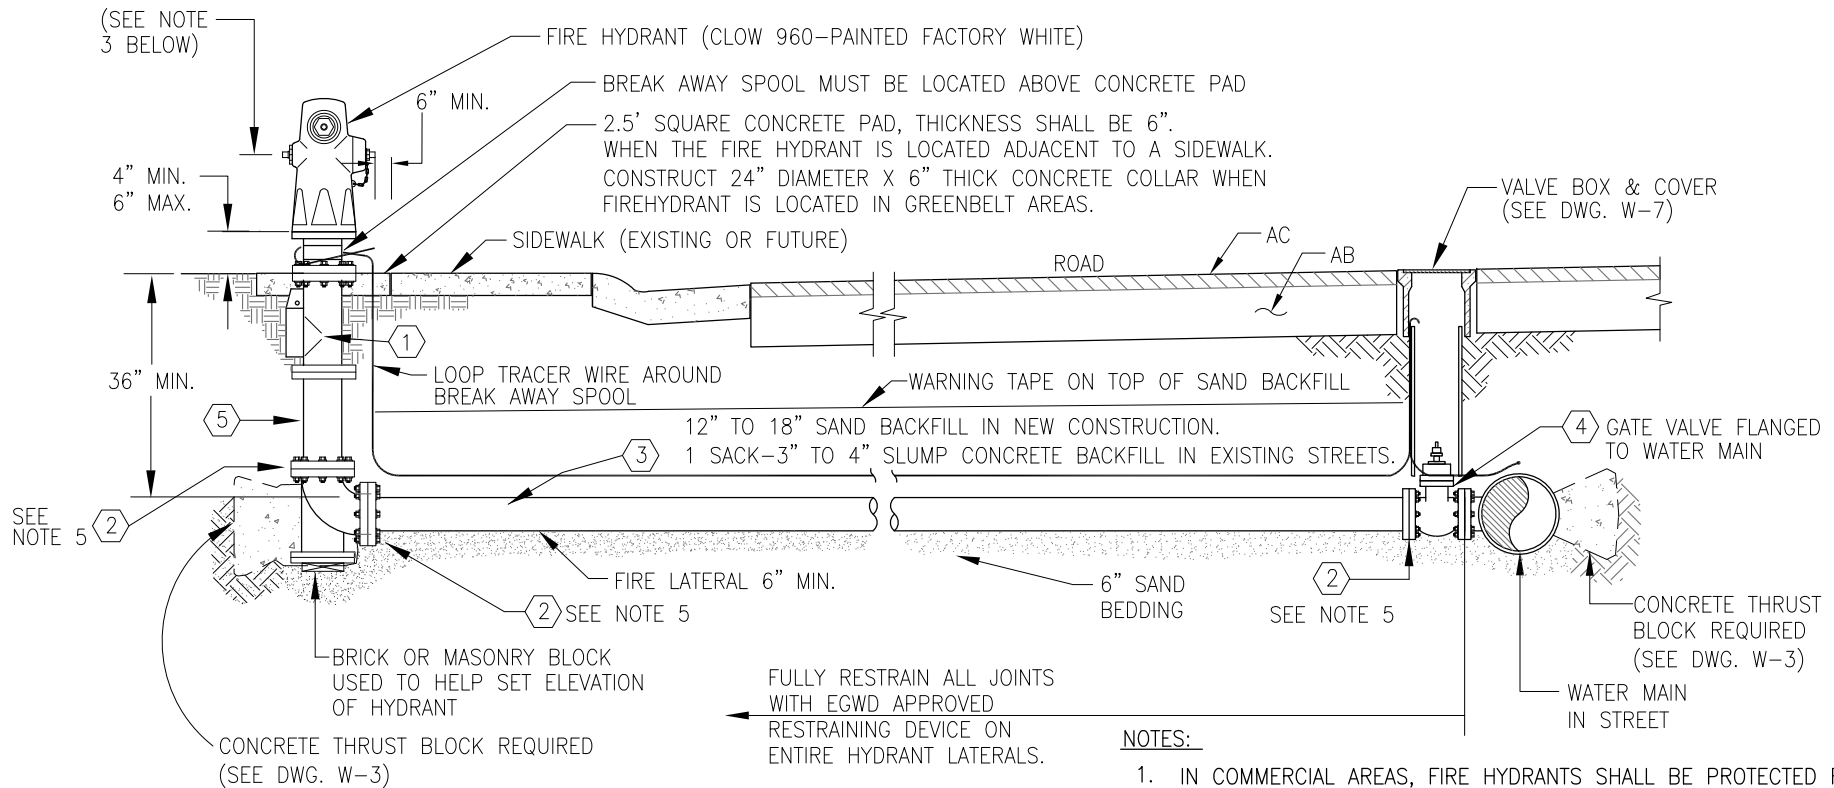 (SEE NOTE
3 BELOW)
FIRE HYDRANT (CLOW 960-PAINTED FACTORY WHITE)
BREAK AWAY SPOOL MUST BE LOCATED ABOVE CONCRETE PAD
6" MIN.
2.5' SQUARE CONCRETE PAD, THICKNESS SHALL BE 6".
WHEN THE FIRE HYDRANT IS LOCATED ADJACENT TO A SIDEWALK.
CONSTRUCT 24" DIAMETER X 6" THICK CONCRETE COLLAR WHEN
FIREHYDRANT IS LOCATED IN GREENBELT AREAS.
4" MIN.
6" MAX.
VALVE BOX & COVER
(SEE DWG. W-7)
SIDEWALK (EXISTING OR FUTURE)
AC
ROAD
AB
1
36" MIN.
LOOP TRACER WIRE AROUND
BREAK AWAY SPOOL
WARNING TAPE ON TOP OF SAND BACKFILL
5
12" TO 18" SAND BACKFILL IN NEW CONSTRUCTION.
1 SACK-3" TO 4" SLUMP CONCRETE BACKFILL IN EXISTING STREETS.
3
4
GATE VALVE FLANGED
TO WATER MAIN
SEE
NOTE 5
2
FIRE LATERAL 6" MIN.
2
SEE NOTE 5
6" SAND
BEDDING
2
SEE NOTE 5
CONCRETE THRUST
BLOCK REQUIRED
(SEE DWG. W-3)
BRICK OR MASONRY BLOCK
USED TO HELP SET ELEVATION
OF HYDRANT
FULLY RESTRAIN ALL JOINTS
WITH EGWD APPROVED
RESTRAINING DEVICE ON
ENTIRE HYDRANT LATERALS.
WATER MAIN
IN STREET
CONCRETE THRUST BLOCK REQUIRED
(SEE DWG. W-3)
NOTES:
1. IN COMMERCIAL AREAS, FIRE HYDRANTS SHALL BE PROTECTED